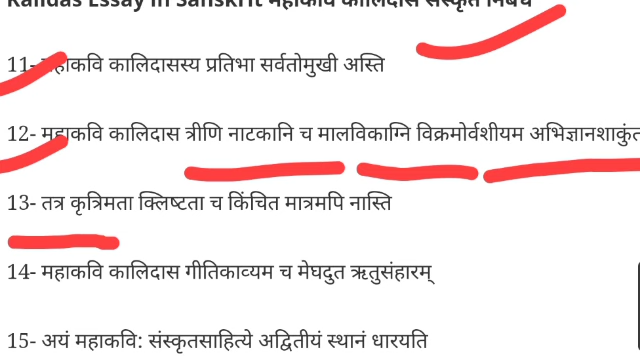 Kalidas Essay in Sanskrit महाकवि कालिदास संस्कृत निबंध
11- महाकवि कालिदासस्य प्रतिभा सर्वतोमुखी अस्ति
12- महाकवि कालिदास त्रीणि नाटकानि च मालविकाग्नि विक्रमोर्वशीयम अभिज्ञानशाकुंत
13- तत्र कृत्रिमता क्लिष्टता च किंचित मात्रमपि नास्ति
14- महाकवि कालिदास गीतिकाव्यम च मेघदुत ऋतुसंहारम्
15- अयं महाकवि: संस्कृतसाहित्ये अद्वितीयं स्थानं धारयति